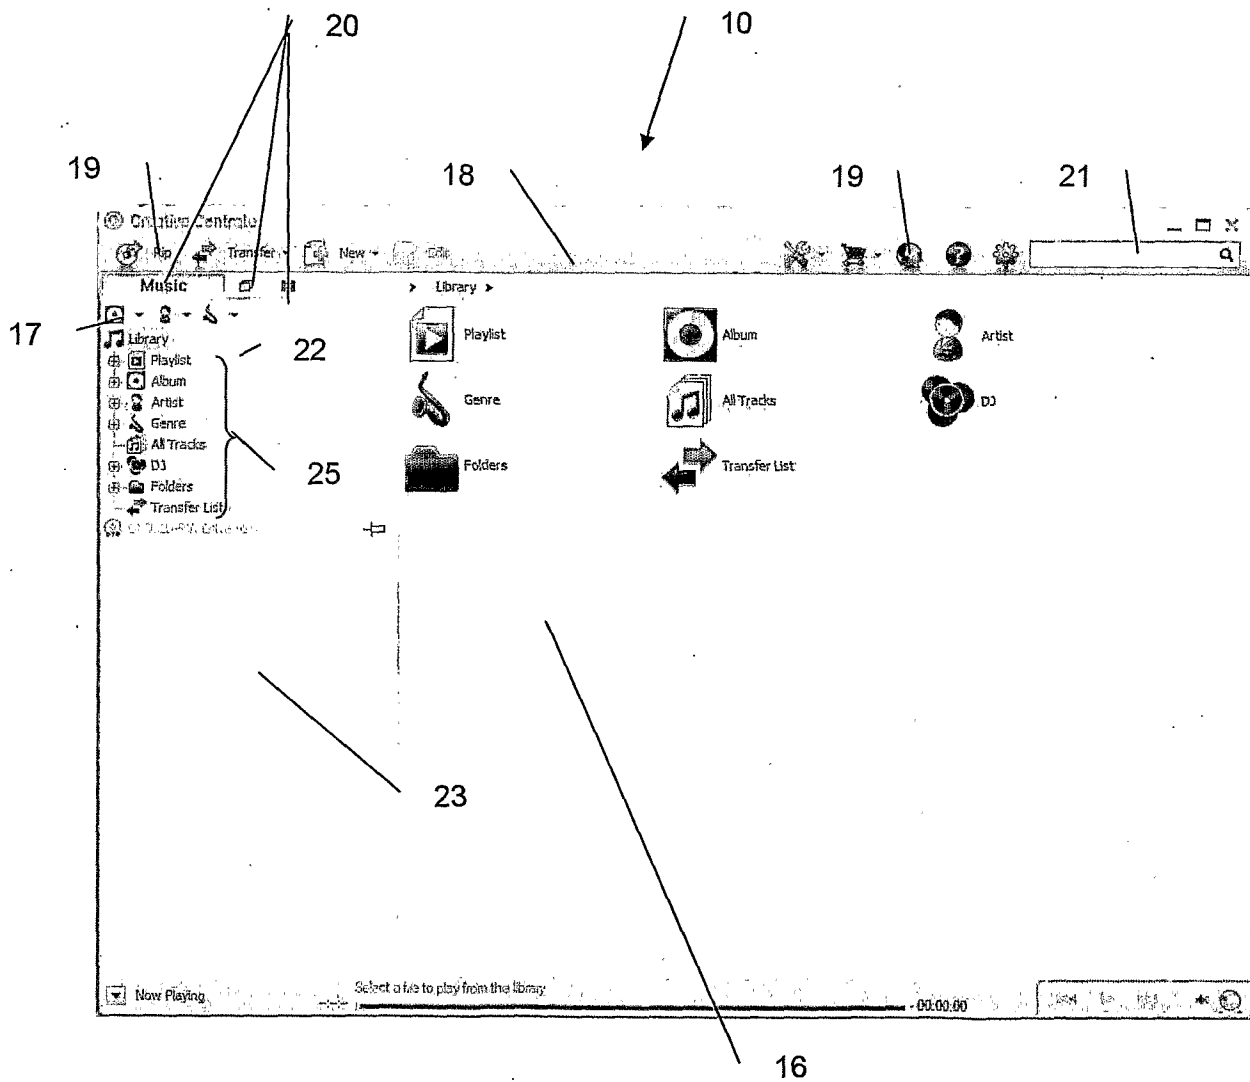 20
10
19
18
19
21
Creative Centrale
Rip Transfer New Edit
Music
Library
17
22
Library
Playlist
Album
Artist
Genre
All Tracks
DJ
Folders
Transfer List
25
Playlist Album Artist
Genre All Tracks DJ
Folders Transfer List
23
Now Playing
Select a file to play from the library
00:00:00
16